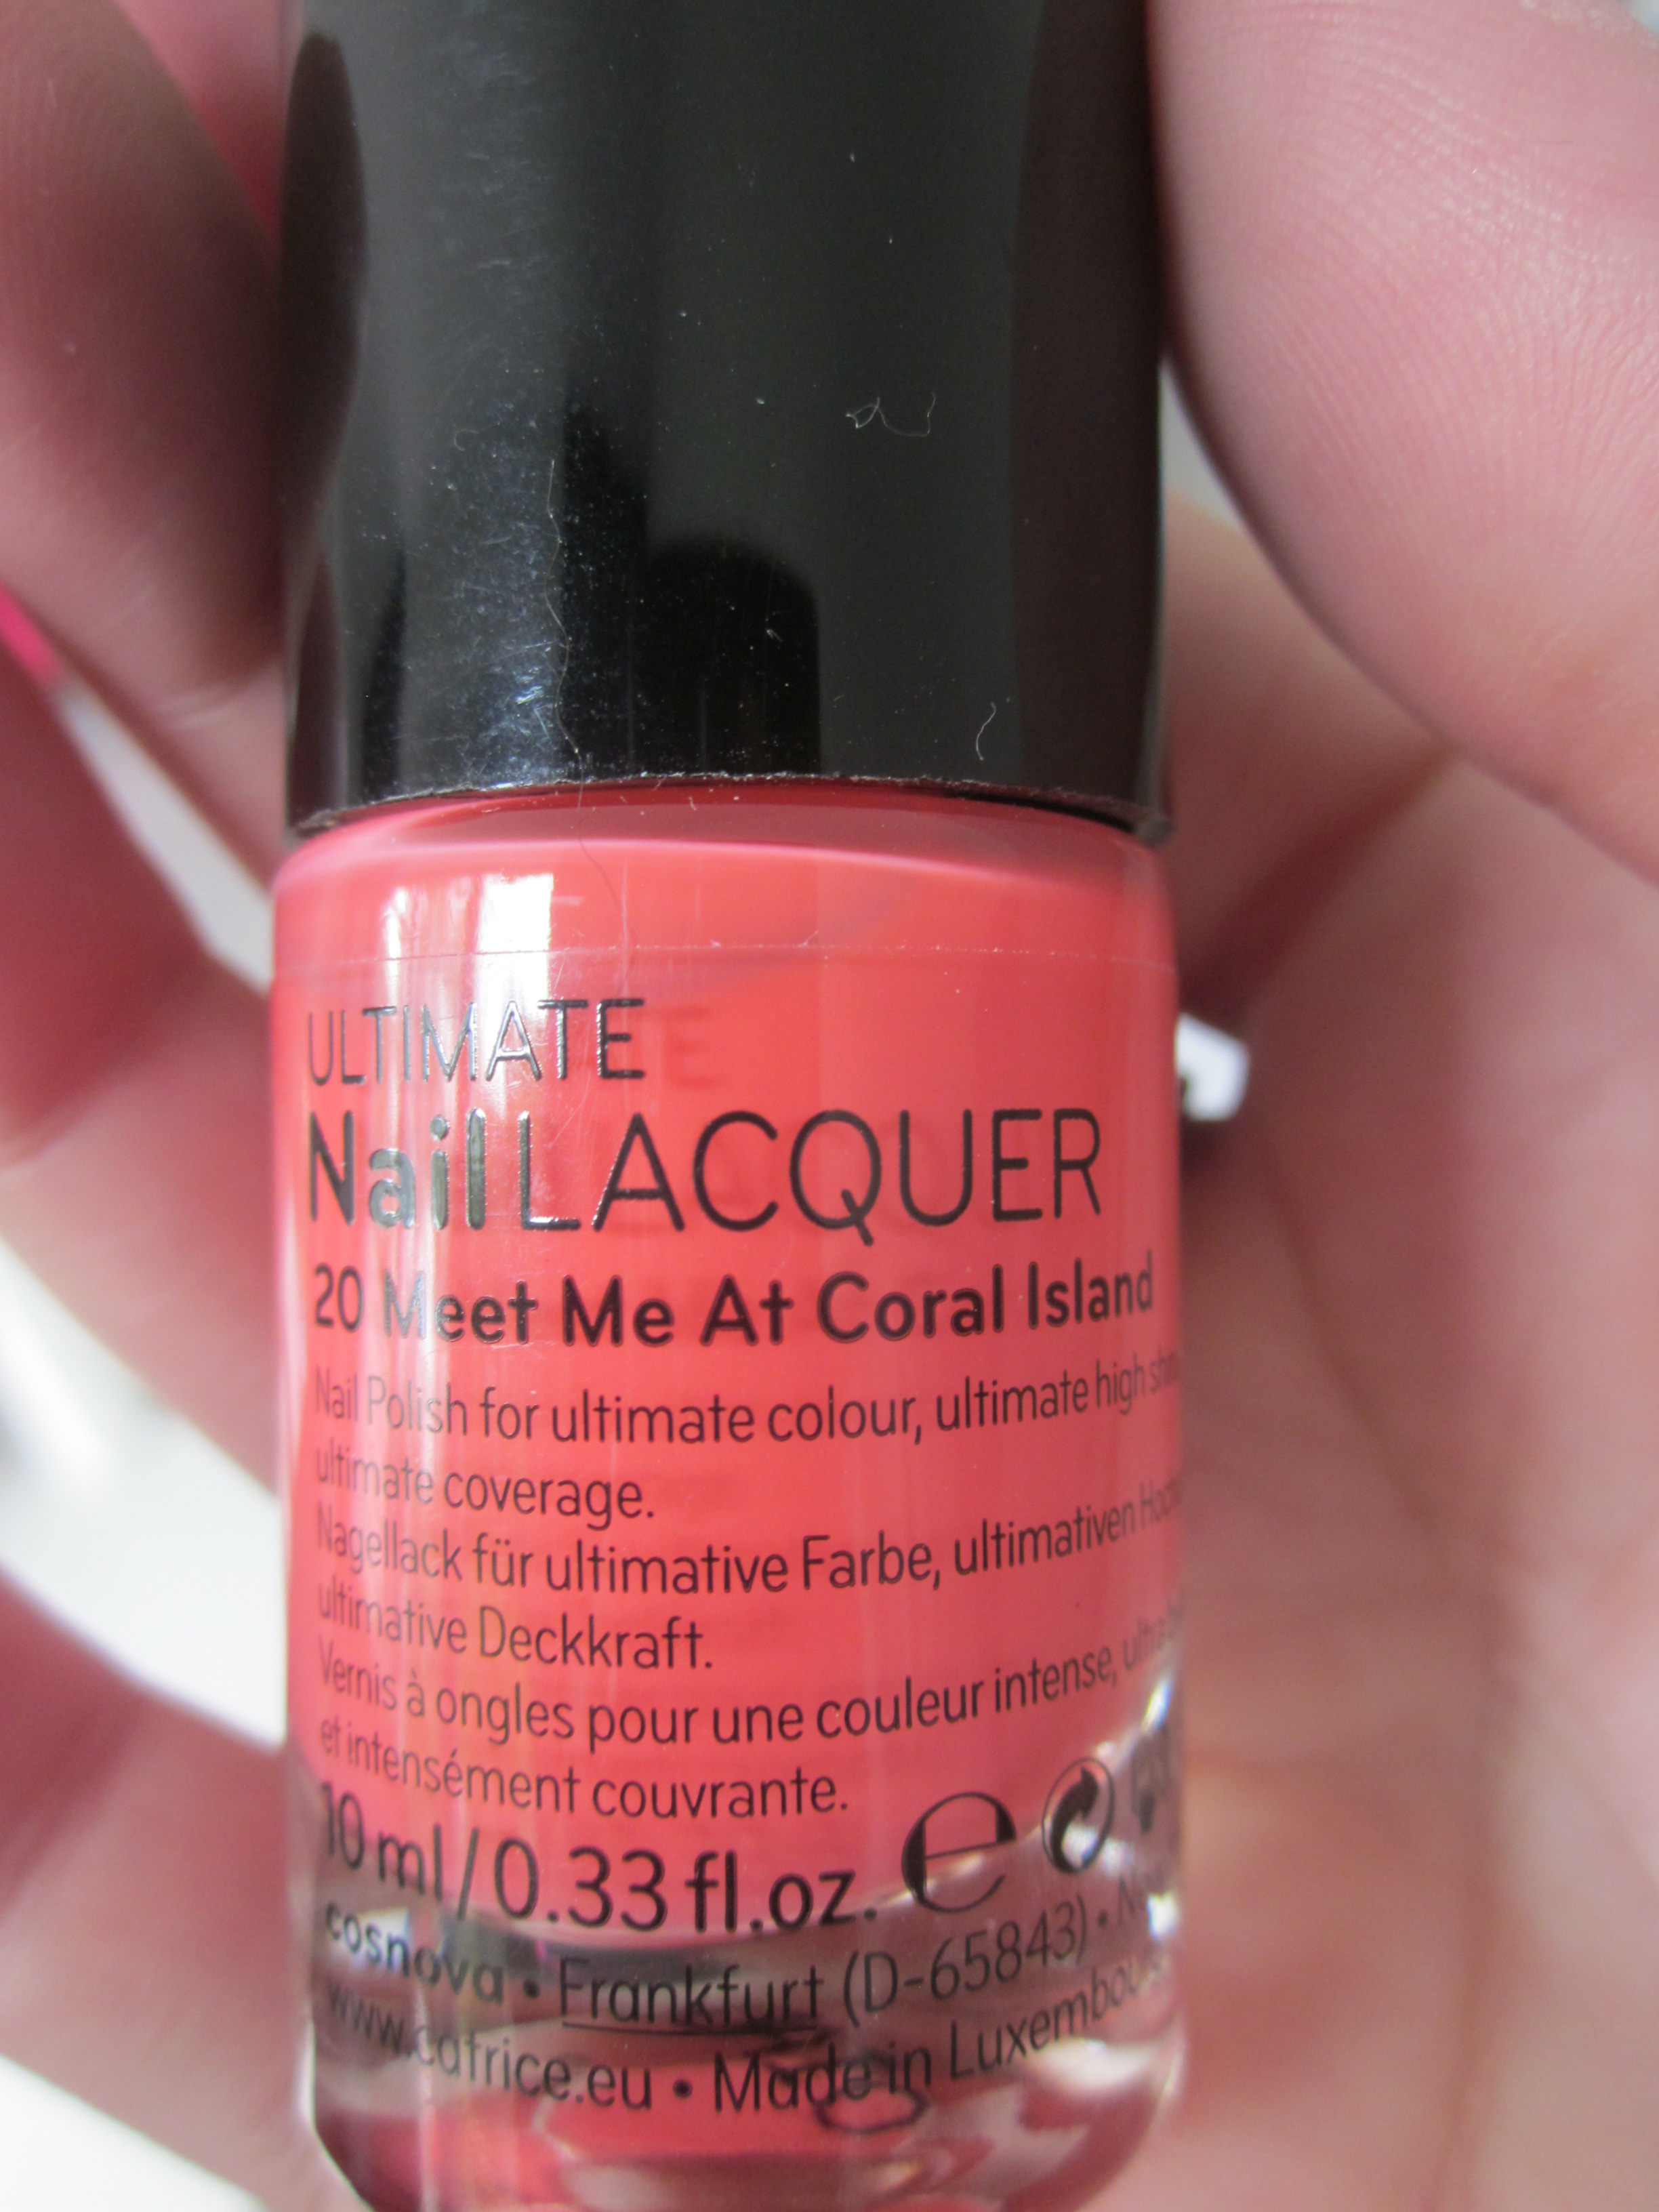 ULTIMATE
Nail LACQUER
20 Meet Me At Coral Island
Nail Polish for ultimate colour, ultimate high
ultimate coverage.
Nagellack für ultimative Farbe, ultimativen
ultimative Deckkraft.
Vernis à ongles pour une couleur intense,
et intensément couvrante.
10 ml / 0.33 fl.oz. e
cosnova • Frankfurt (D-65843) •
www.catrice.eu • Made in